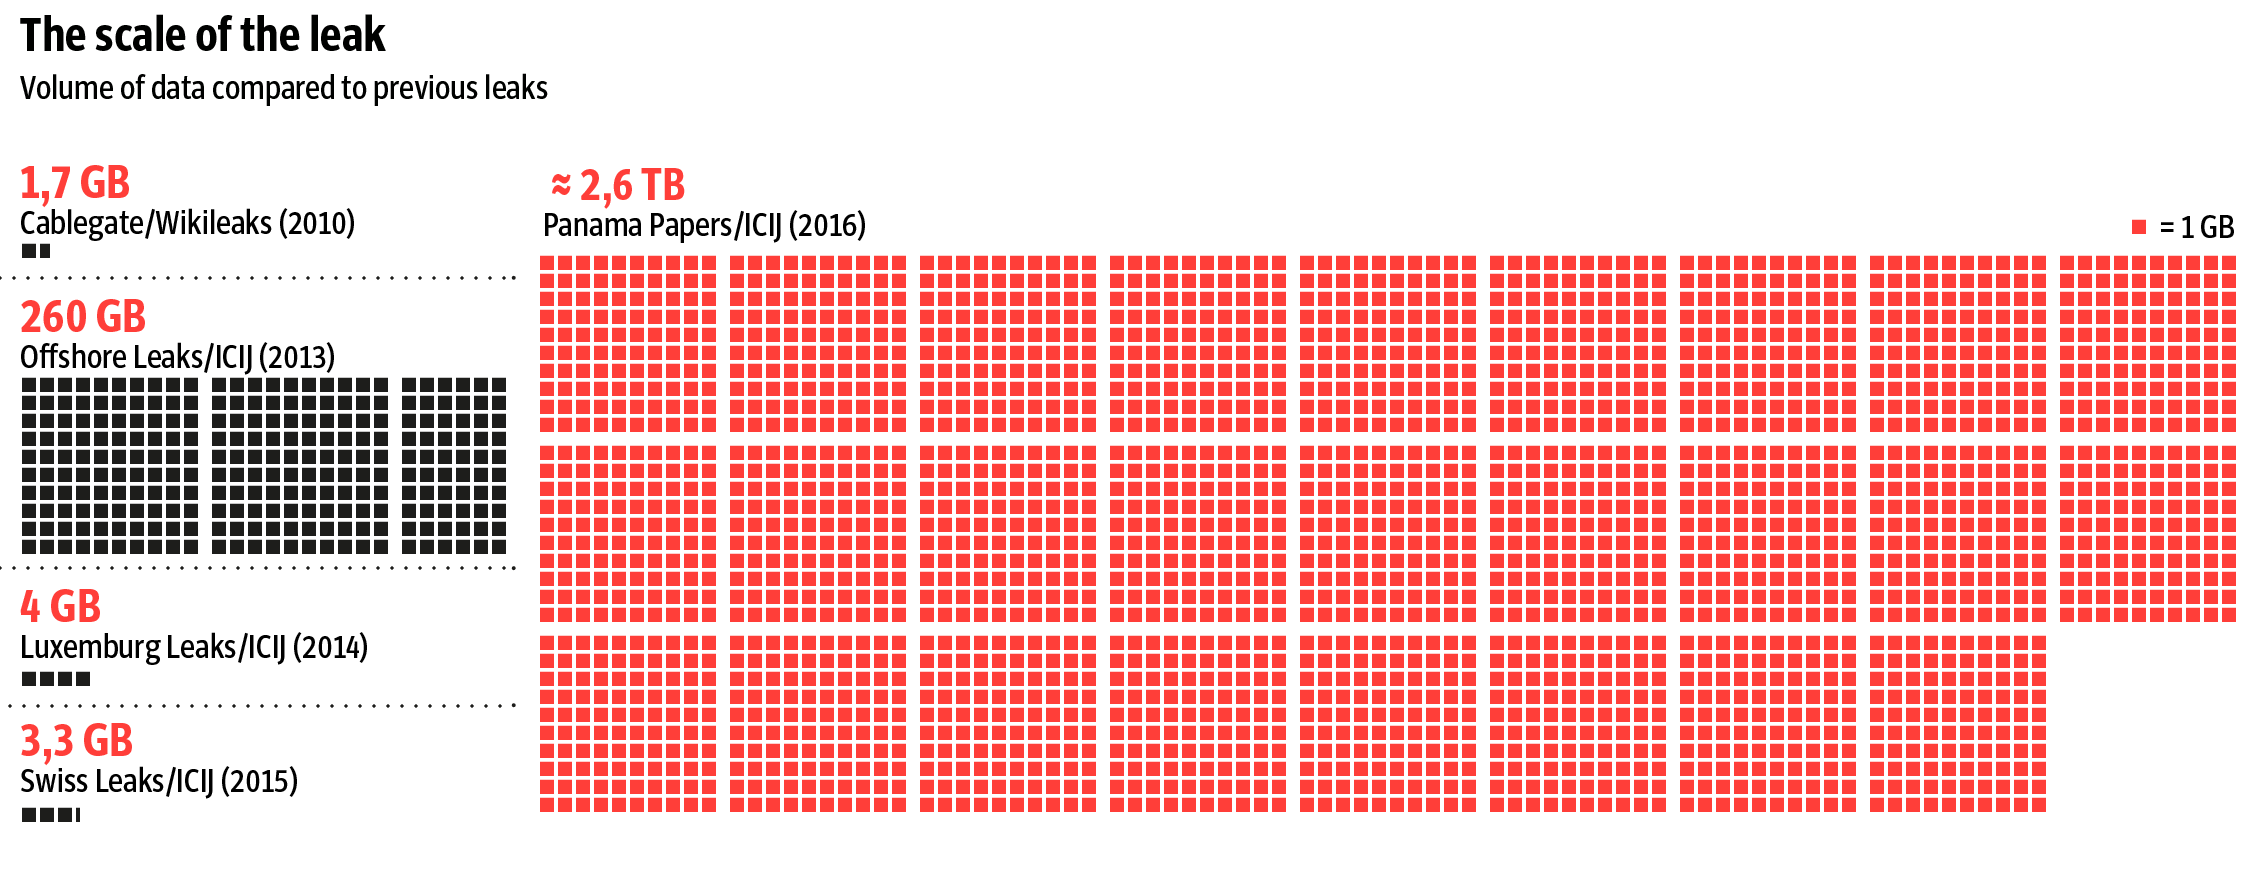 The scale of the leak
Volume of data compared to previous leaks
1,7 GB
Cablegate/Wikileaks (2010)
260 GB
Offshore Leaks/ICIJ (2013)
4 GB
Luxemburg Leaks/ICIJ (2014)
3,3 GB
Swiss Leaks/ICIJ (2015)
≈ 2,6 TB
Panama Papers/ICIJ (2016)
= 1 GB